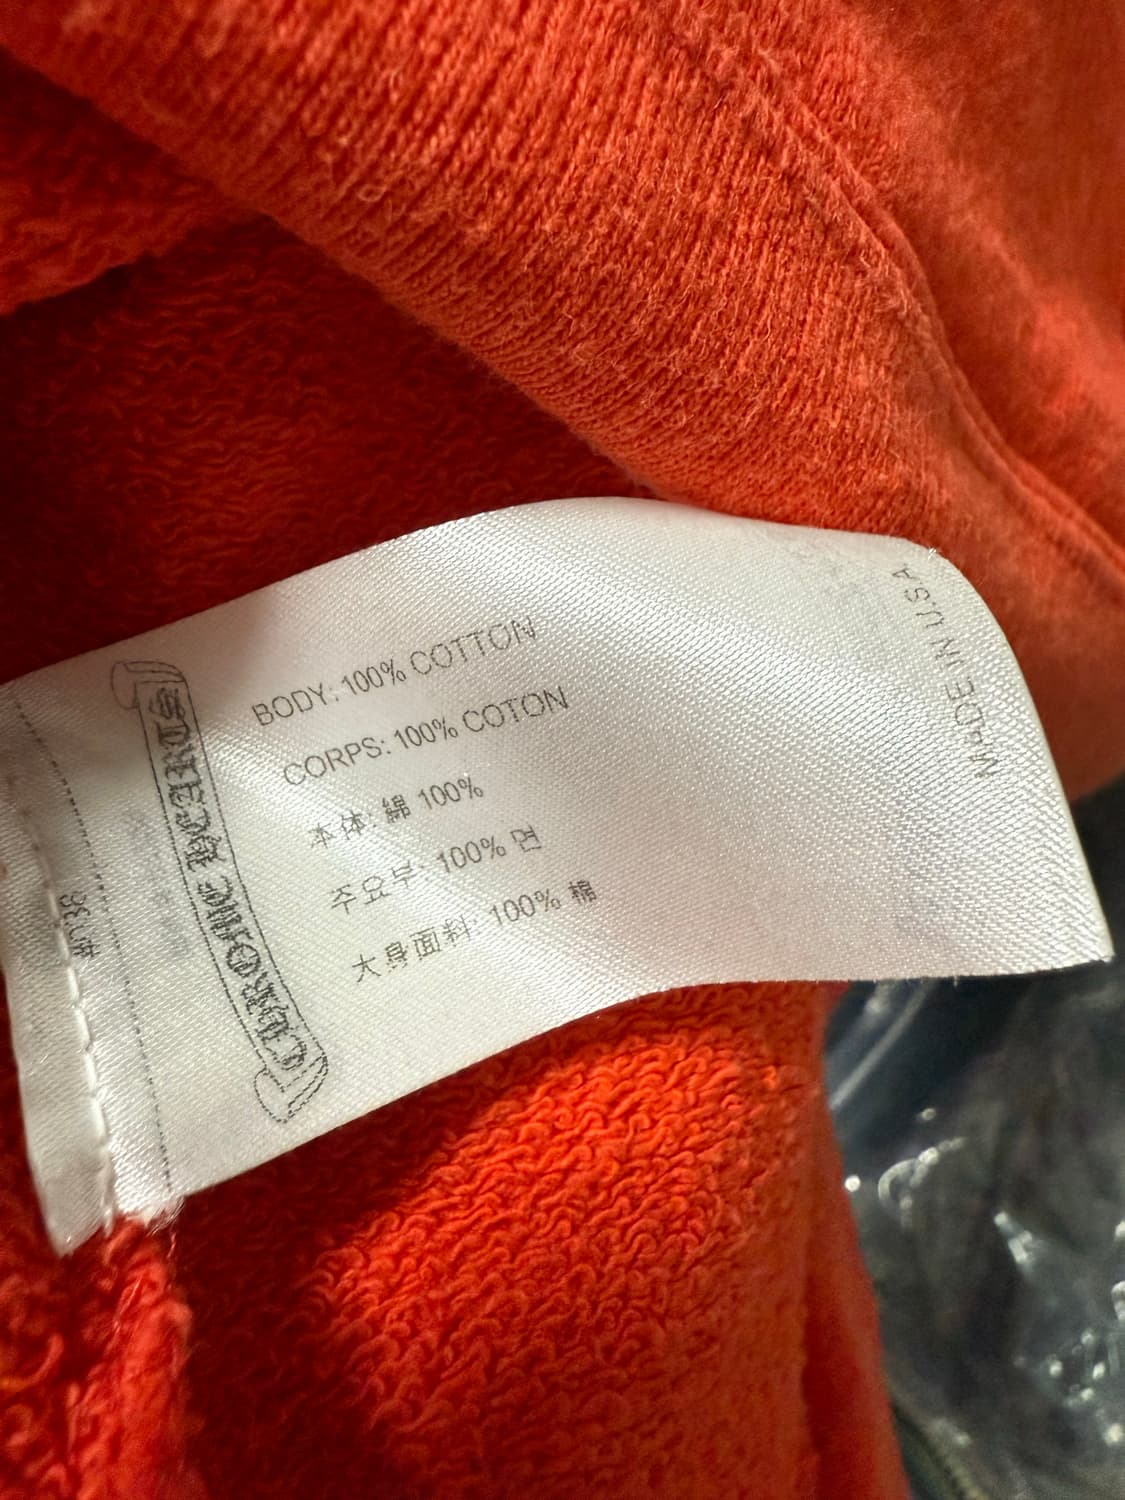 CHROME HEARTS
BODY: 100% COTTON
CORPS: 100% COTON
本体: 綿 100%
주요부: 100% 면
大身面料: 100% 棉
MADE IN U.S.A